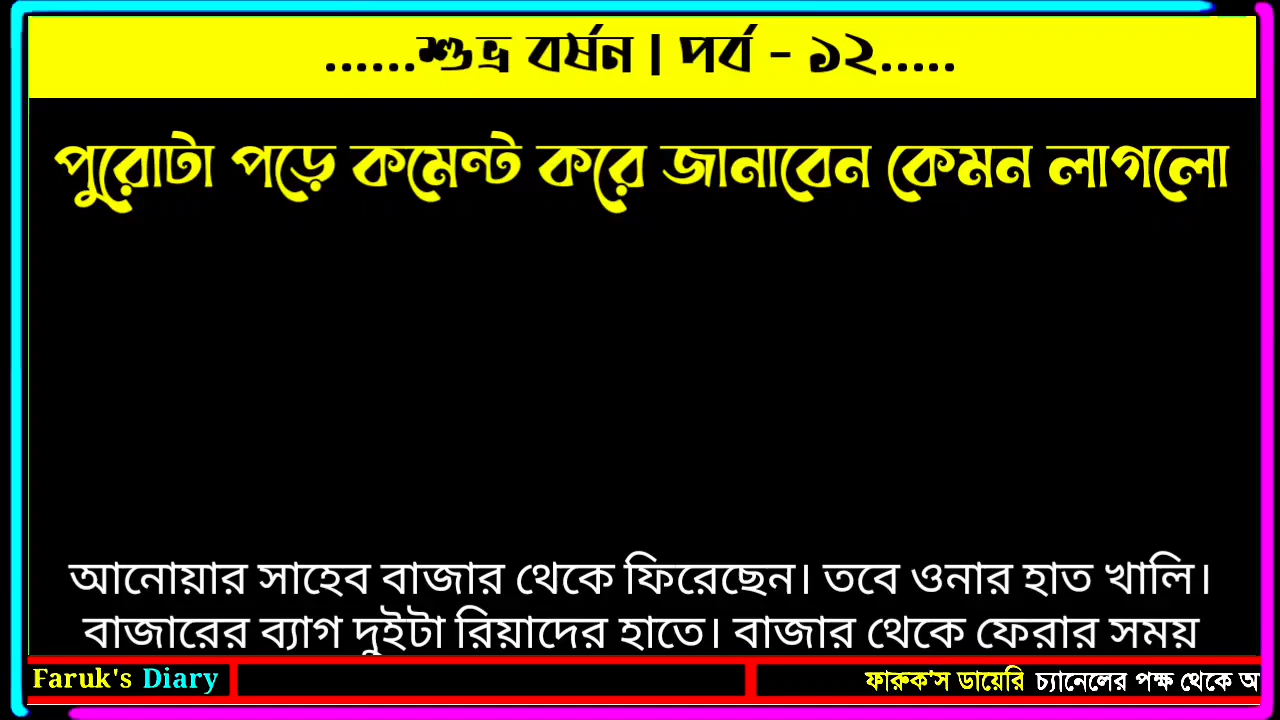 ......শুভ্র বর্ষন | পর্ব - ১২.....
পুরোটা পড়ে কমেন্ট করে জানাবেন কেমন লাগলো
আনোয়ার সাহেব বাজার থেকে ফিরেছেন। তবে ওনার হাত খালি।
বাজারের ব্যাগ দুইটা রিয়াদের হাতে। বাজার থেকে ফেরার সময়
Faruk's Diary
ফারুক'স ডায়েরি চ্যানেলের পক্ষ থেকে অ